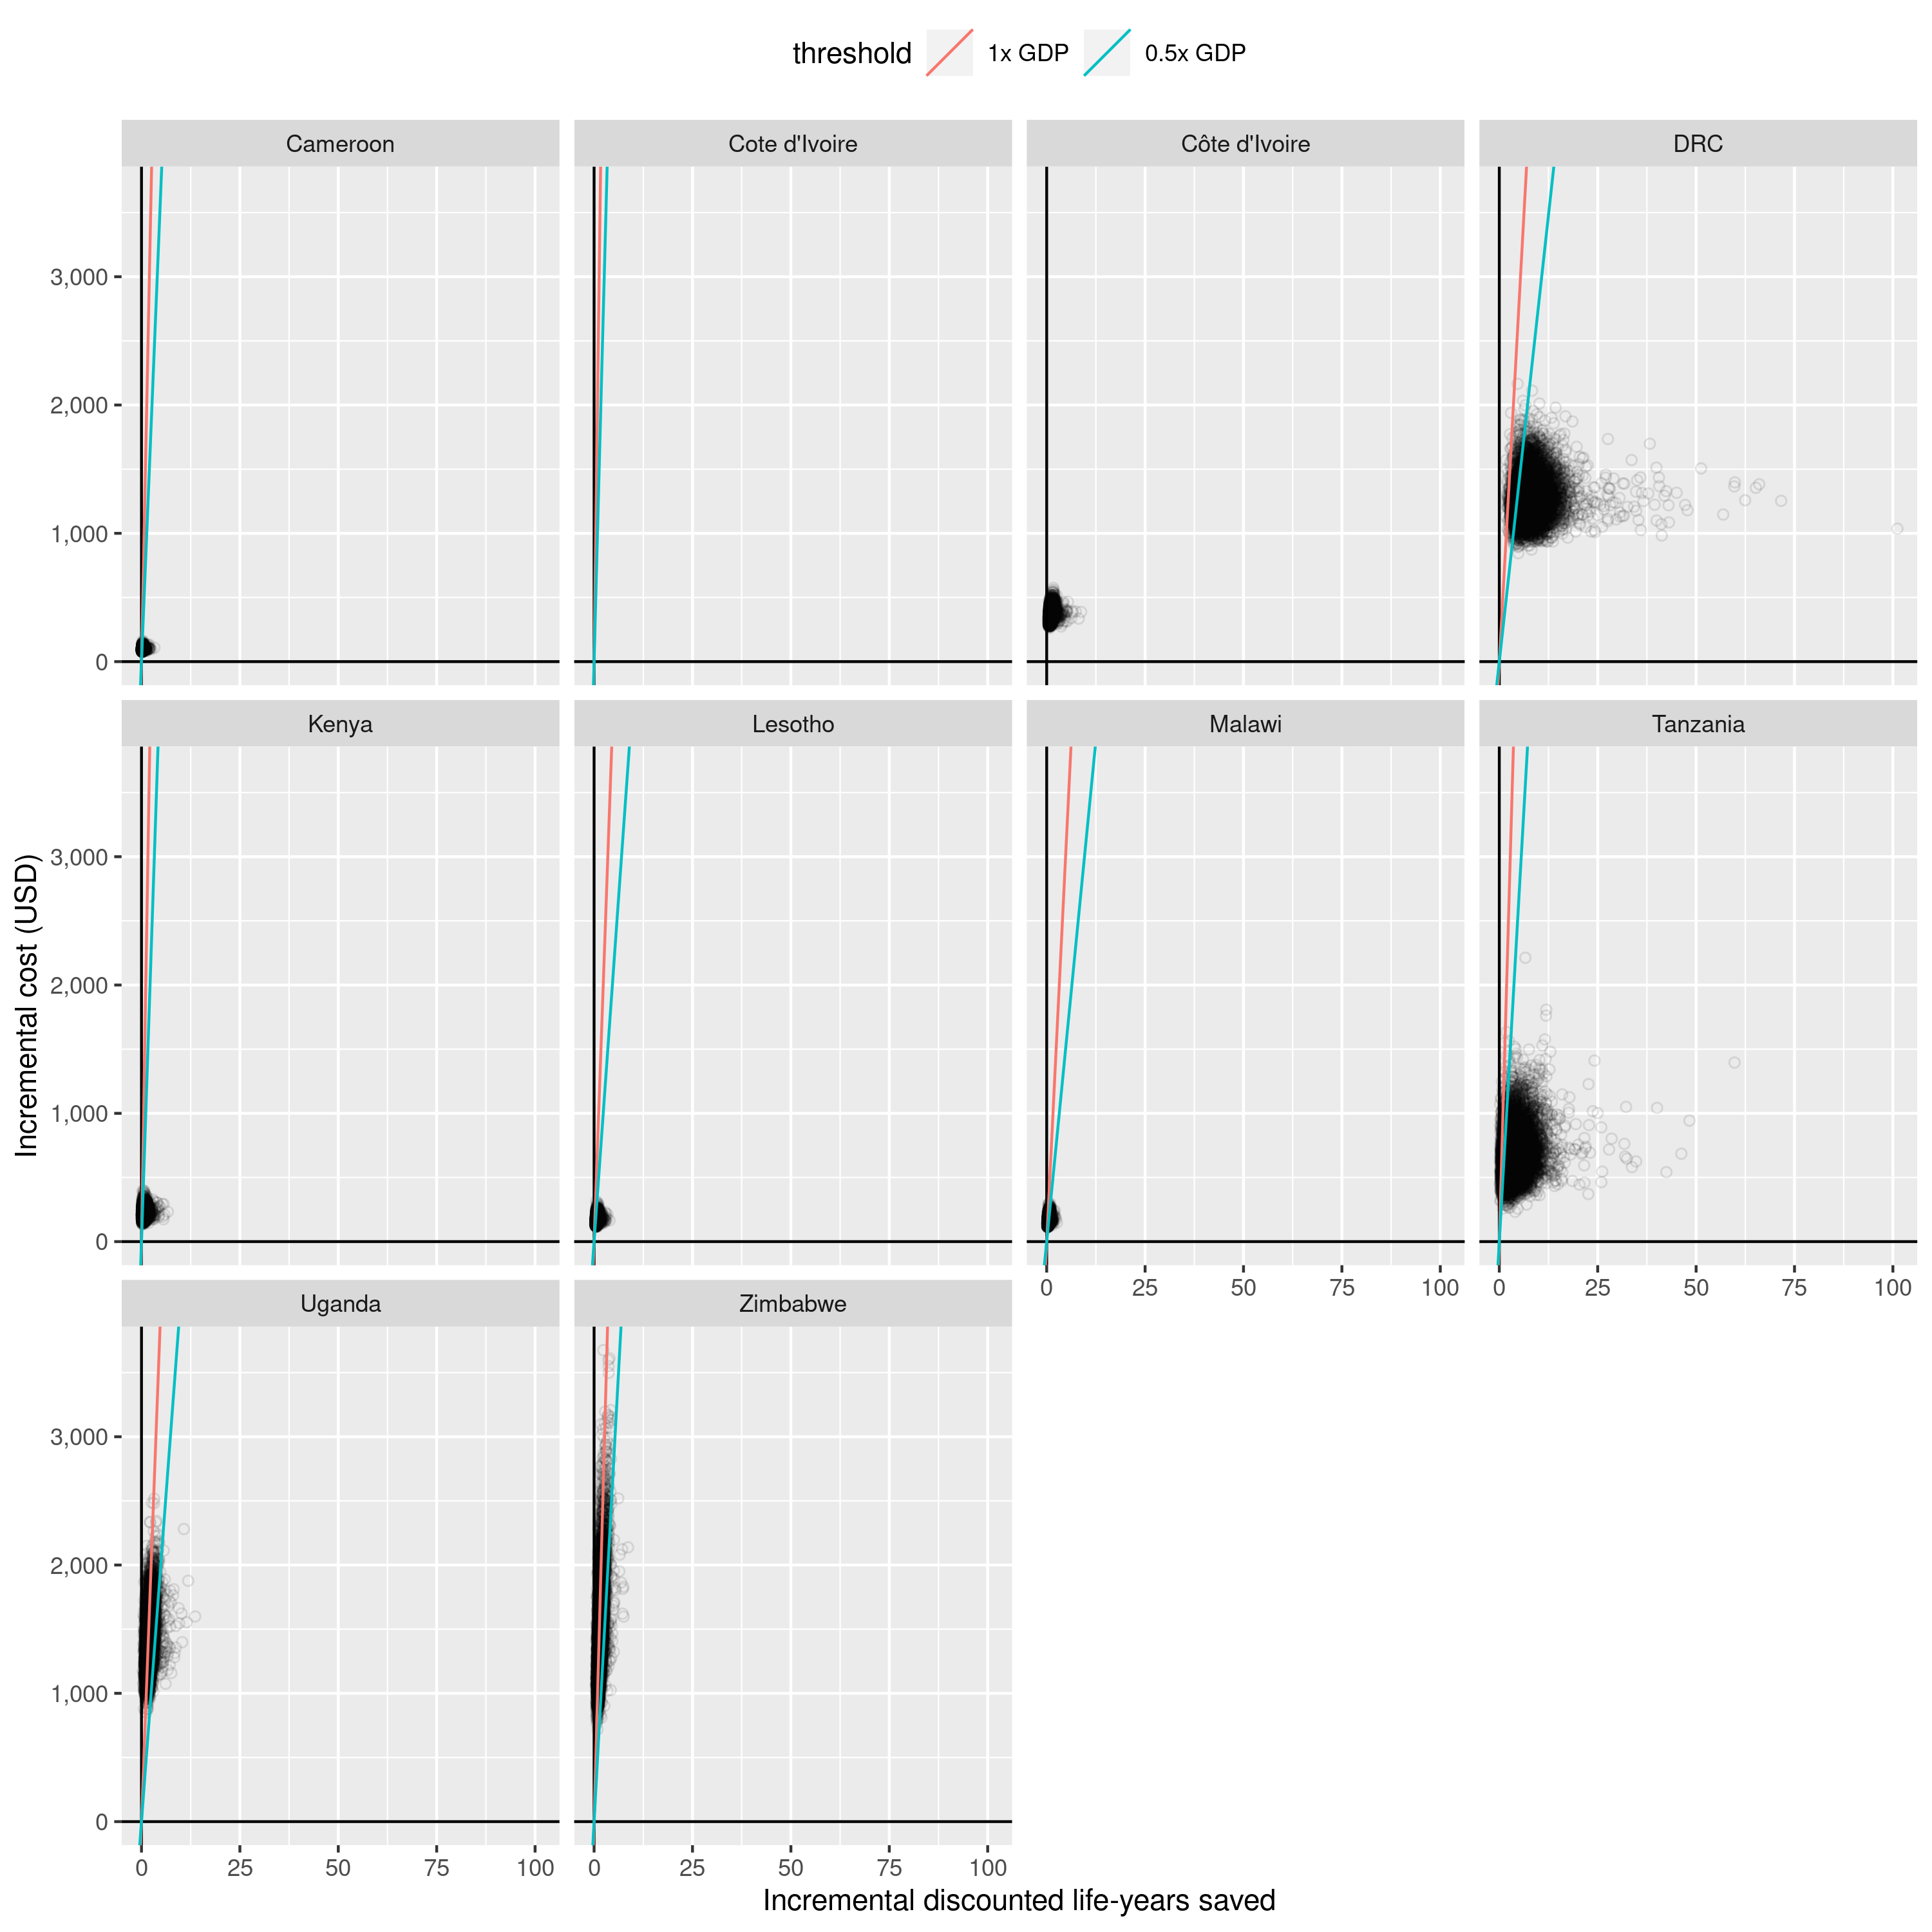 threshold 1x GDP 0.5x GDP
Cameroon Cote d'Ivoire Côte d'Ivoire DRC
3,000
2,000
1,000
0
Kenya Lesotho Malawi Tanzania
3,000
2,000
1,000
0
0 25 50 75 100 0 25 50 75 100
Uganda Zimbabwe
3,000
2,000
1,000
0
0 25 50 75 100 0 25 50 75 100
Incremental discounted life-years saved
Incremental cost (USD)